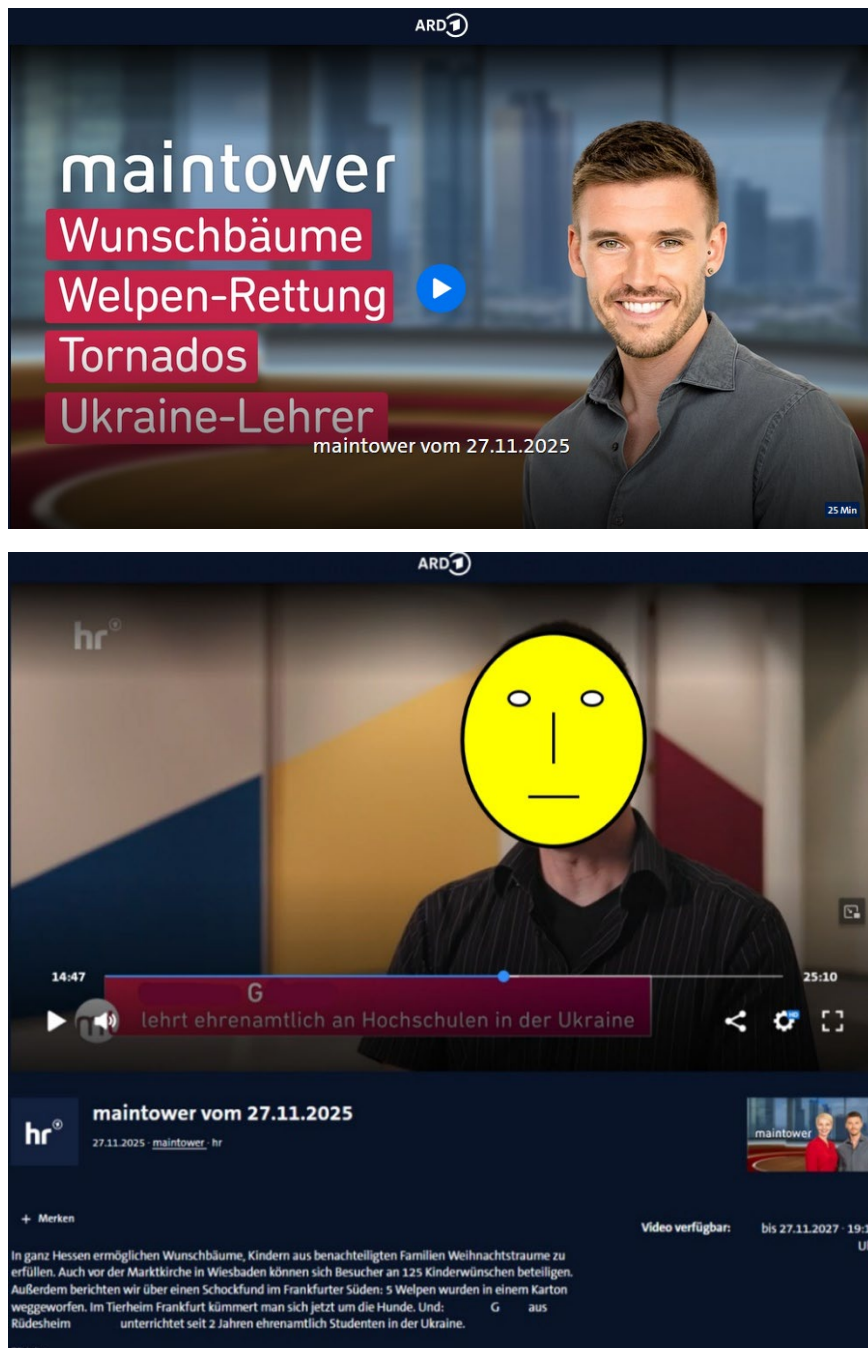 ARD 1
maintower
Wunschbäume
Welpen-Rettung
Tornados
Ukraine-Lehrer
maintower vom 27.11.2025
25 Min
ARD 1
hr
14:47
25:10
G
lehrt ehrenamtlich an Hochschulen in der Ukraine
HD
hr
maintower vom 27.11.2025
27.11.2025 · maintower · hr
maintower
+ Merken
Video verfügbar: bis 27.11.2027 · 19:1
U
In ganz Hessen ermöglichen Wunschbäume, Kindern aus benachteiligten Familien Weihnachtstraume zu
erfüllen. Auch vor der Marktkirche in Wiesbaden können sich Besucher an 125 Kinderwünschen beteiligen.
Außerdem berichten wir über einen Schockfund im Frankfurter Süden: 5 Welpen wurden in einem Karton
weggeworfen. Im Tierheim Frankfurt kümmert man sich jetzt um die Hunde. Und: G aus
Rüdesheim unterrichtet seit 2 Jahren ehrenamtlich Studenten in der Ukraine.